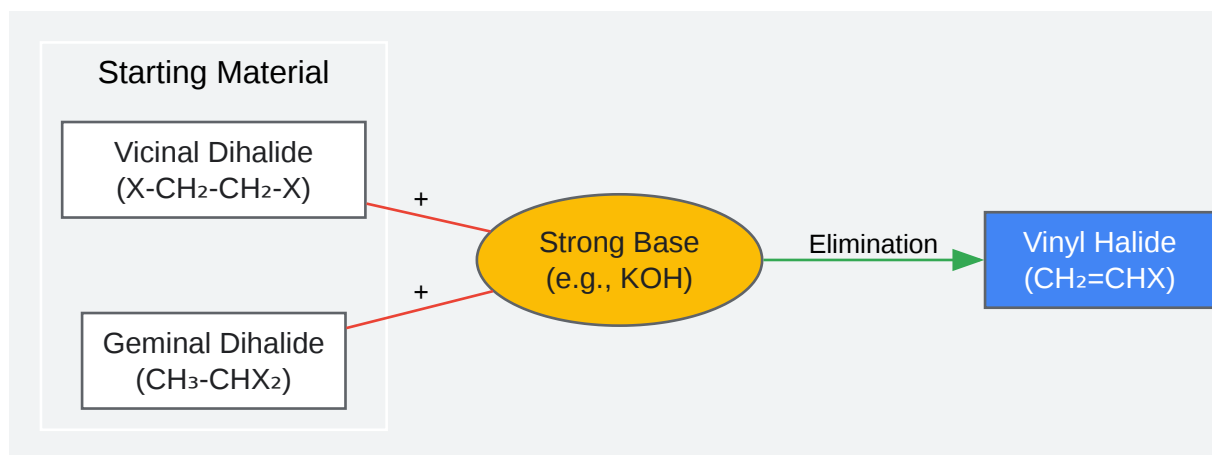 Starting Material
Vicinal Dihalide
(X-CH₂-CH₂-X)
+
Strong Base
(e.g., KOH)
Elimination
Vinyl Halide
(CH₂=CHX)
+
Geminal Dihalide
(CH₃-CHX₂)